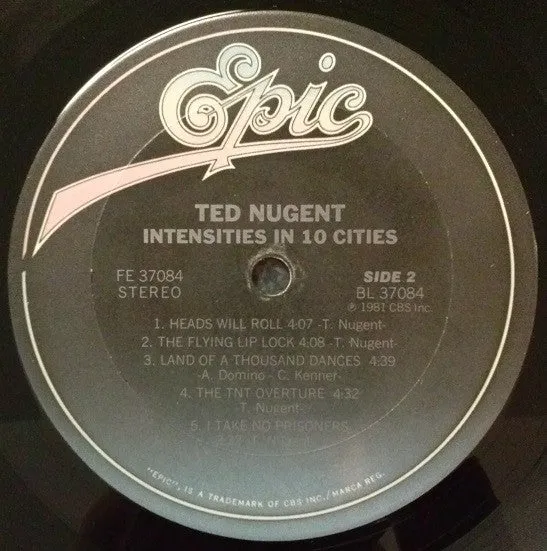 Epic
TED NUGENT
INTENSITIES IN 10 CITIES
FE 37084
STEREO
SIDE 2
BL 37084
℗ 1981 CBS Inc.
1. HEADS WILL ROLL 4:07 -T. Nugent-
2. THE FLYING LIP LOCK 4:08 -T. Nugent-
3. LAND OF A THOUSAND DANCES 4:39
-A. Domino - C. Kenner-
4. THE TNT OVERTURE 4:32
T. Nugent-
5. I TAKE NO PRISONERS
"EPIC", IS A TRADEMARK OF CBS INC./MARCA REG.